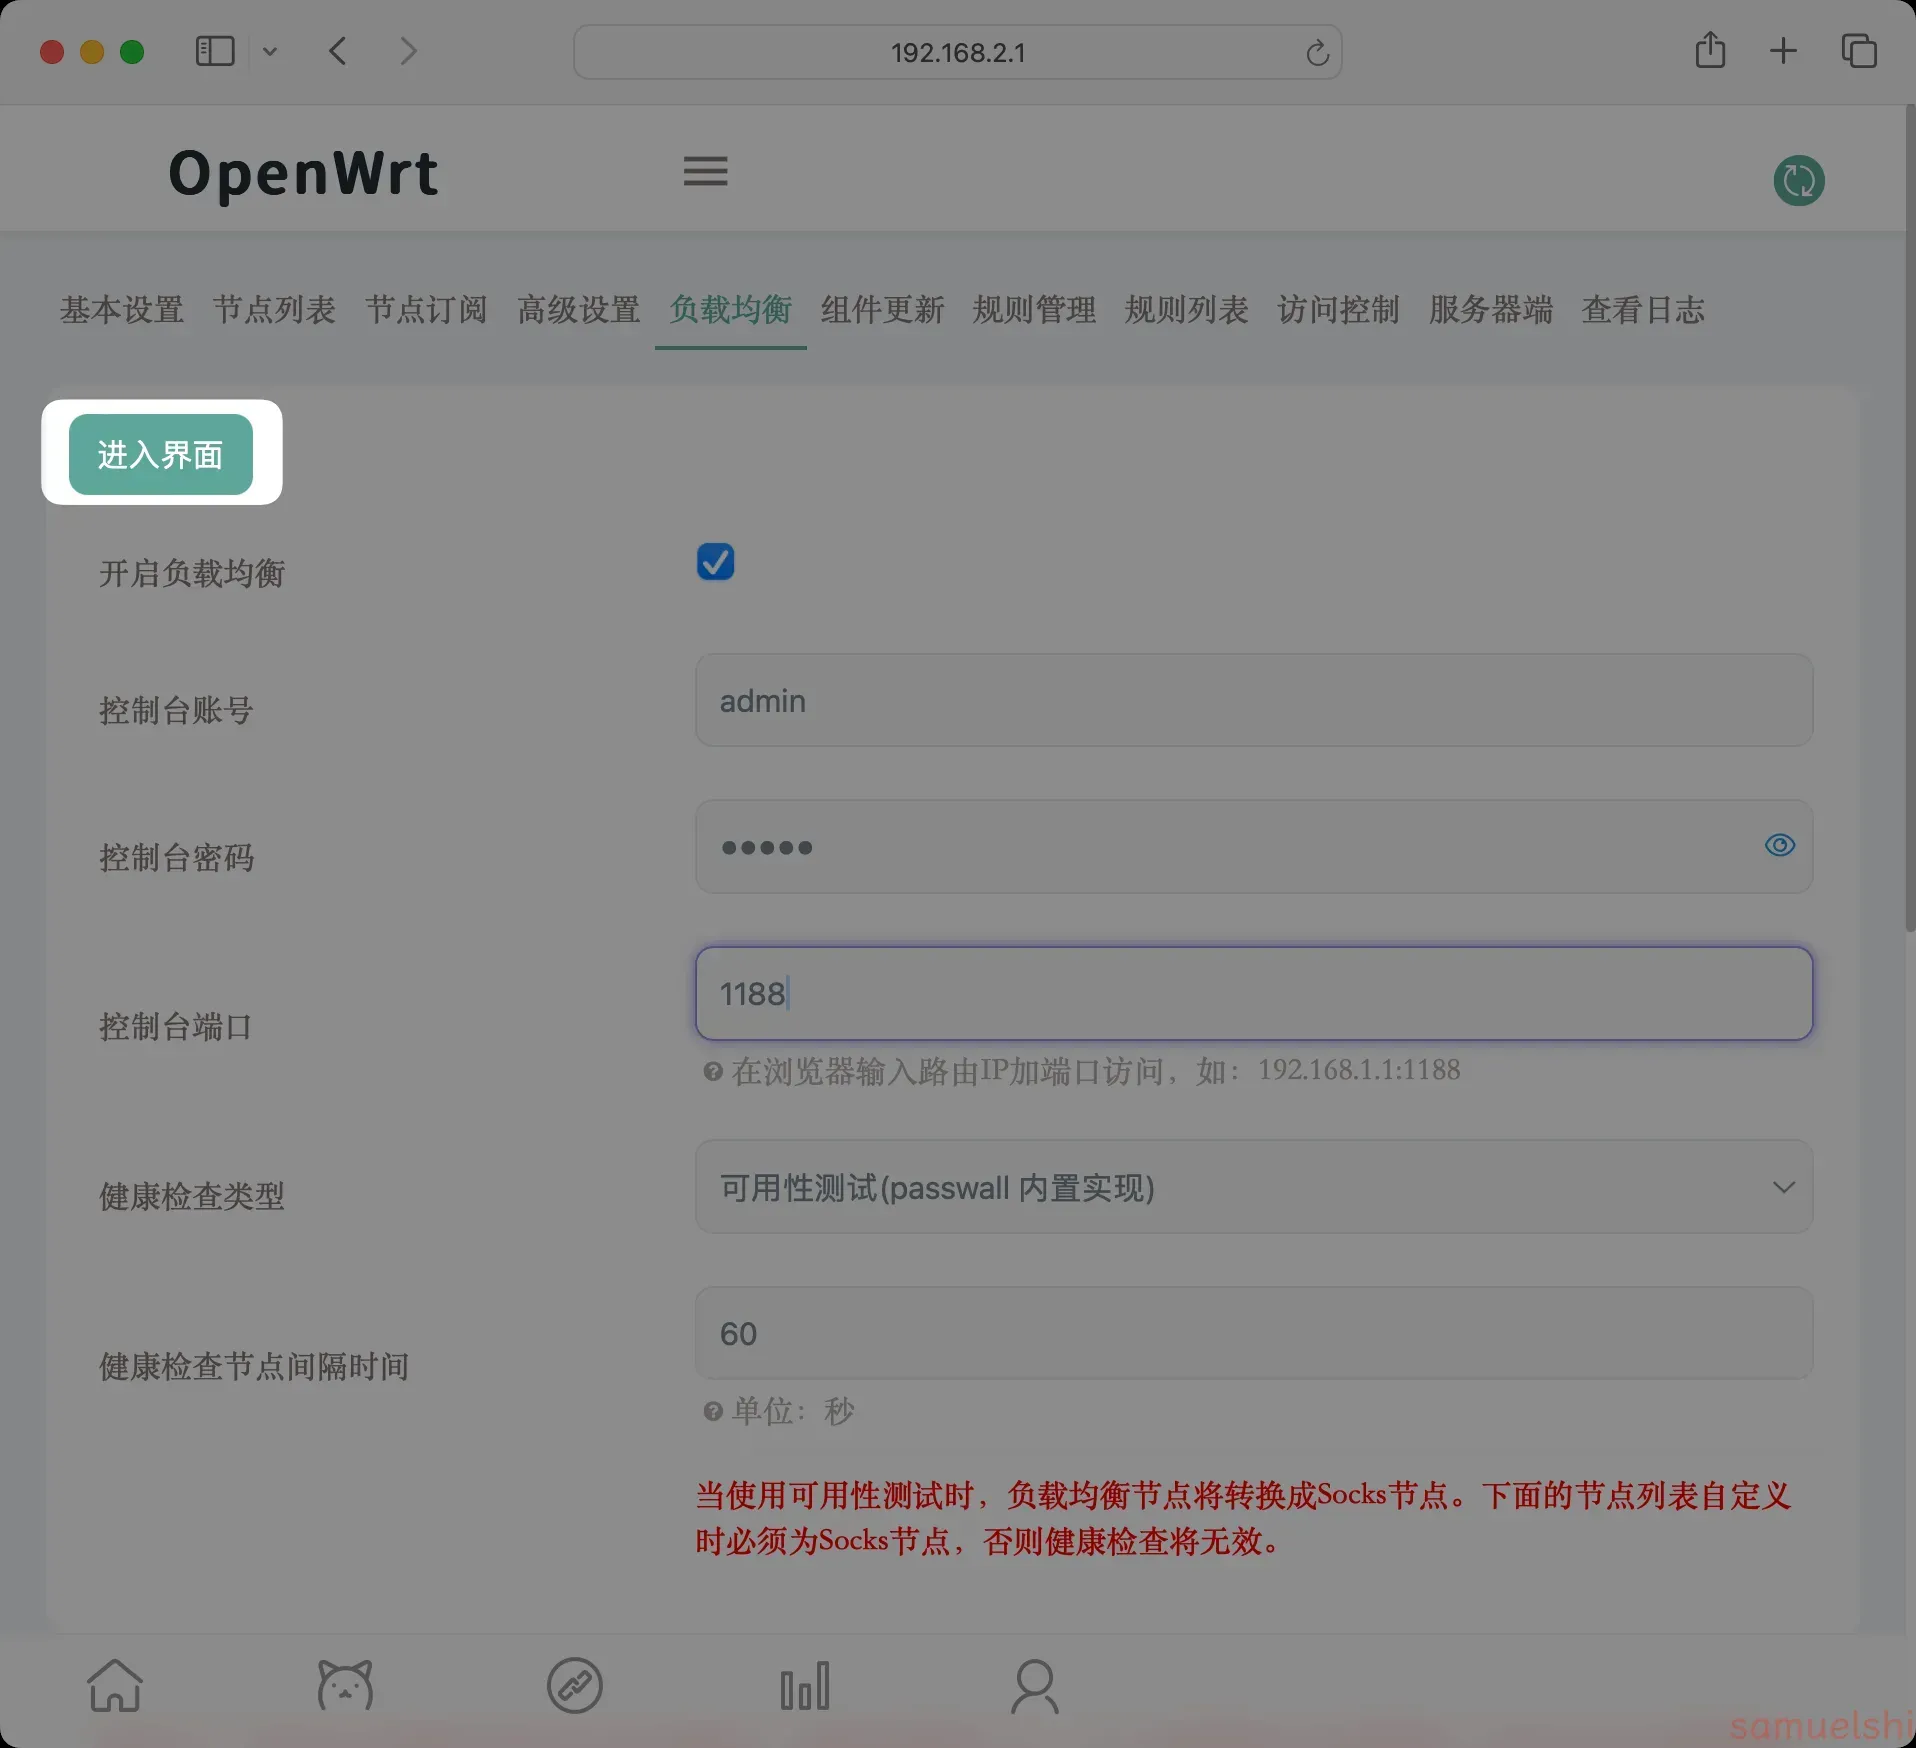 192.168.2.1
OpenWrt
基本设置 节点列表 节点订阅 高级设置 负载均衡 组件更新 规则管理 规则列表 访问控制 服务器端 查看日志
进入界面
开启负载均衡
控制台账号
admin
控制台密码
•••••
控制台端口
1188
在浏览器输入路由IP加端口访问，如：192.168.1.1:1188
健康检查类型
可用性测试(passwall 内置实现)
健康检查节点间隔时间
60
单位：秒
当使用可用性测试时，负载均衡节点将转换成Socks节点。下面的节点列表自定义
时必须为Socks节点，否则健康检查将无效。
samuelshi